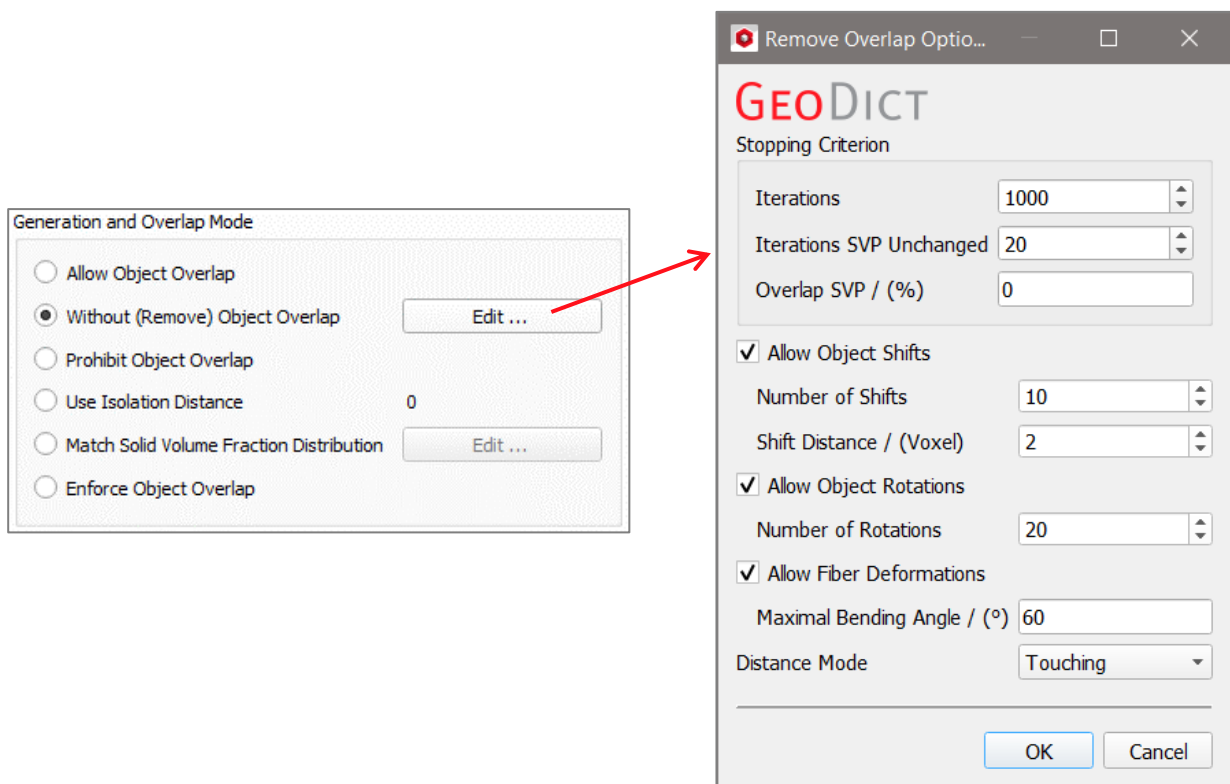 Generation and Overlap Mode
Allow Object Overlap
Without (Remove) Object Overlap Edit ...
Prohibit Object Overlap
Use Isolation Distance 0
Match Solid Volume Fraction Distribution Edit ...
Enforce Object Overlap
Remove Overlap Optio...
GEODICT
Stopping Criterion
Iterations 1000
Iterations SVP Unchanged 20
Overlap SVP / (%) 0
Allow Object Shifts
Number of Shifts 10
Shift Distance / (Voxel) 2
Allow Object Rotations
Number of Rotations 20
Allow Fiber Deformations
Maximal Bending Angle / (°) 60
Distance Mode Touching
OK Cancel